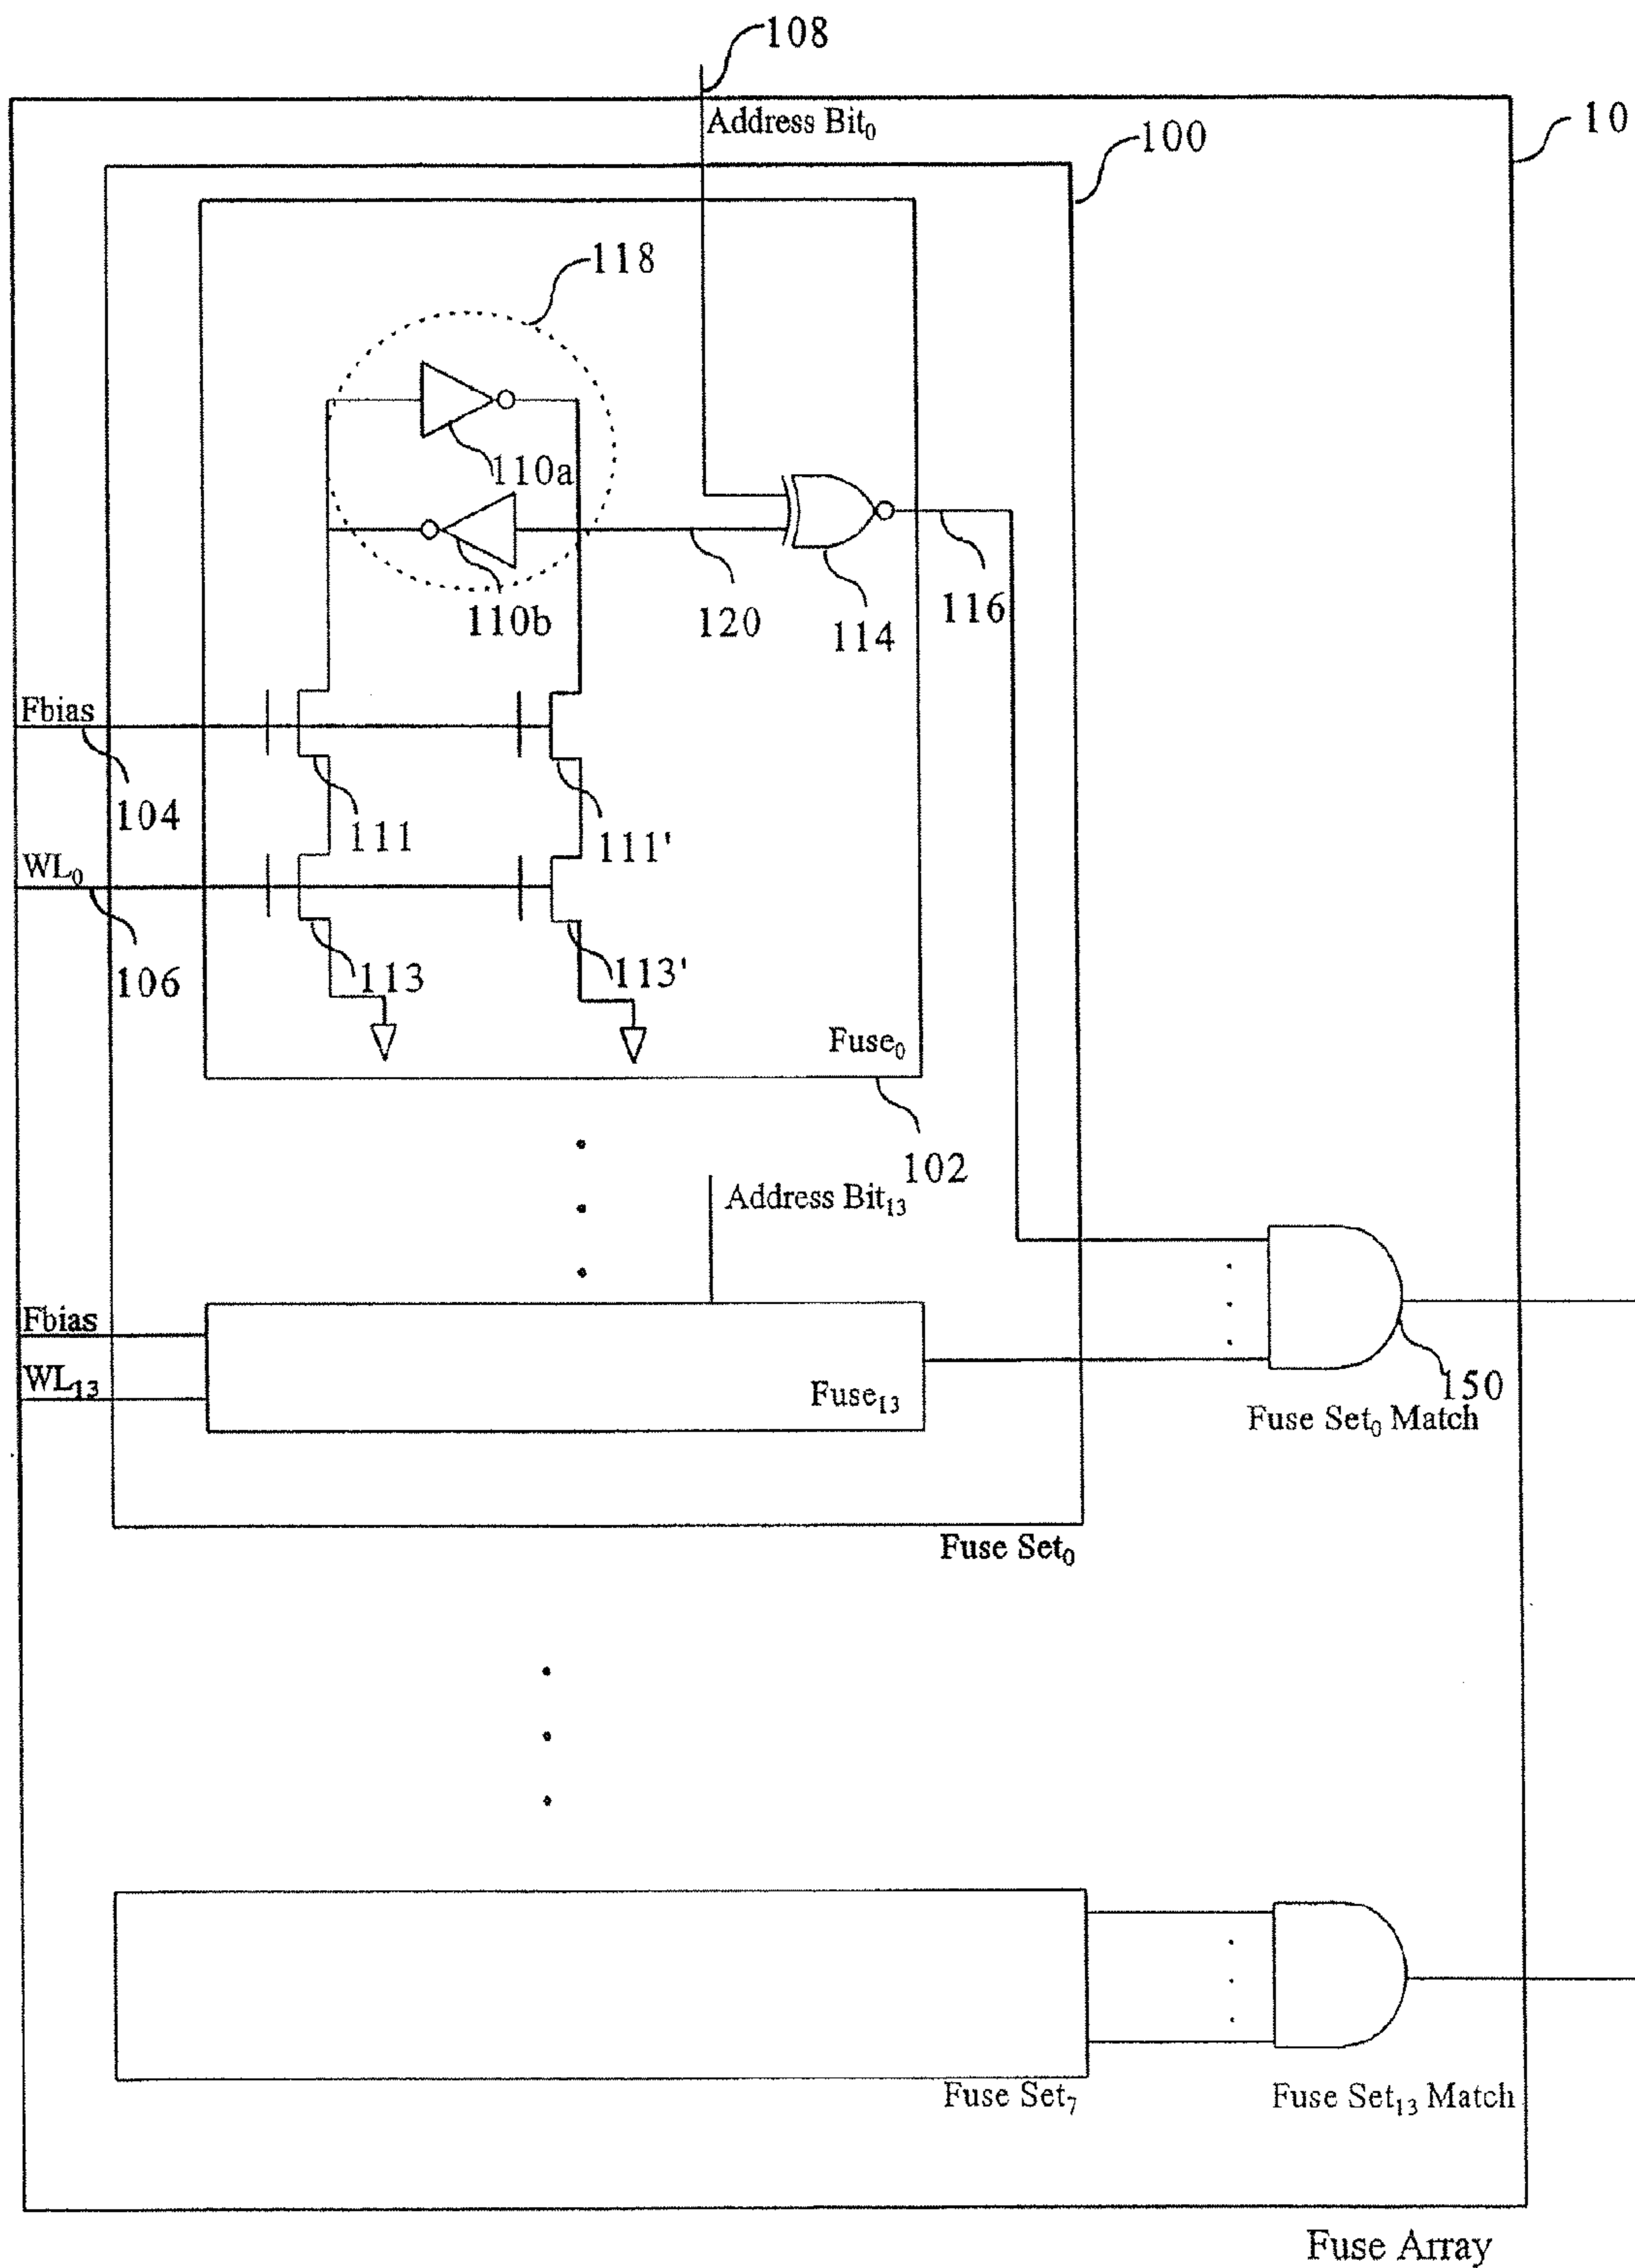 108
Address Bit₀
10
100
118
110a
110b
120
114
116
Fbias
104
111
111'
WL₀
106
113
113'
Fuse₀
102
Address Bit₁₃
Fbias
WL₁₃
Fuse₁₃
150
Fuse Set₀ Match
Fuse Set₀
Fuse Set₇
Fuse Set₁₃ Match
Fuse Array